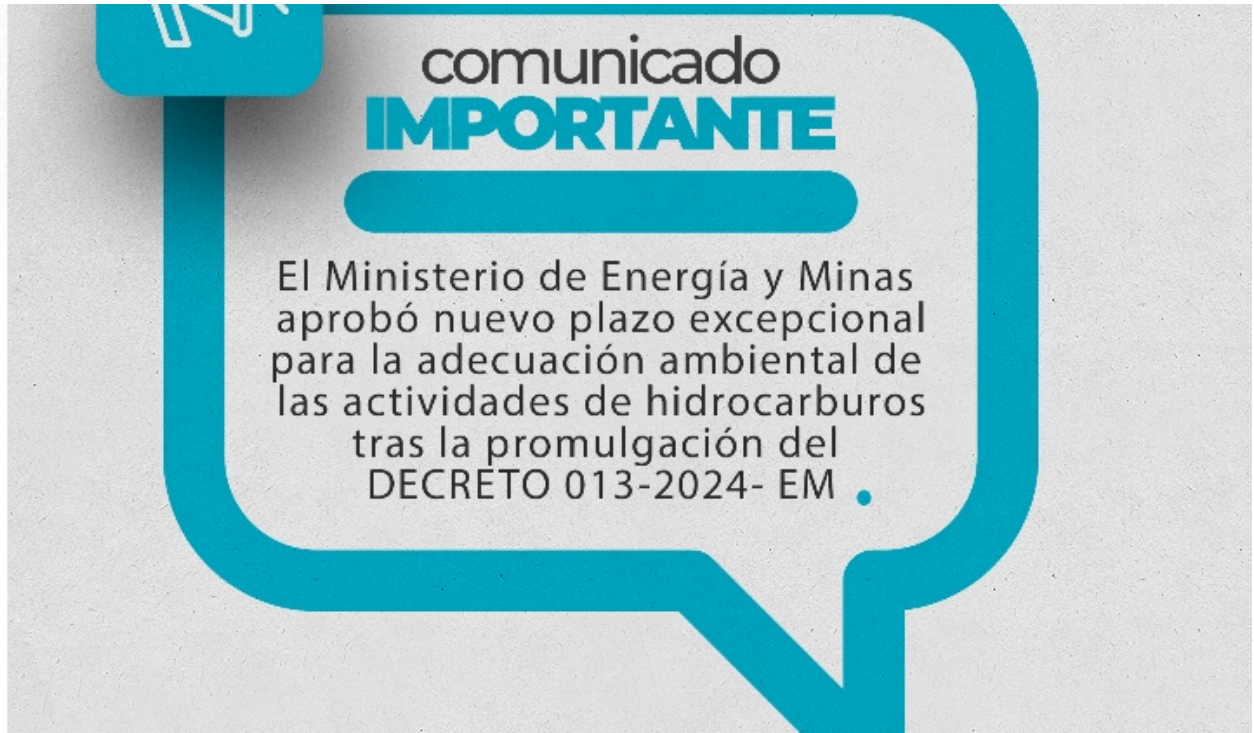 comunicado
IMPORTANTE
El Ministerio de Energía y Minas
aprobó nuevo plazo excepcional
para la adecuación ambiental de
las actividades de hidrocarburos
tras la promulgación del
DECRETO 013-2024- EM .